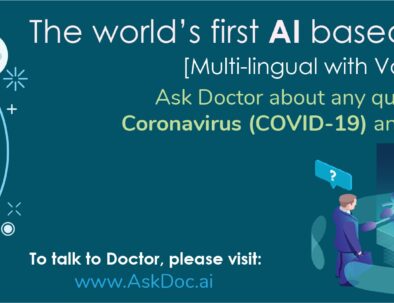 The world’s first AI based
[Multi-lingual with Vo
Ask Doctor about any qu
Coronavirus (COVID-19) an
?
To talk to Doctor, please visit:
www.AskDoc.ai